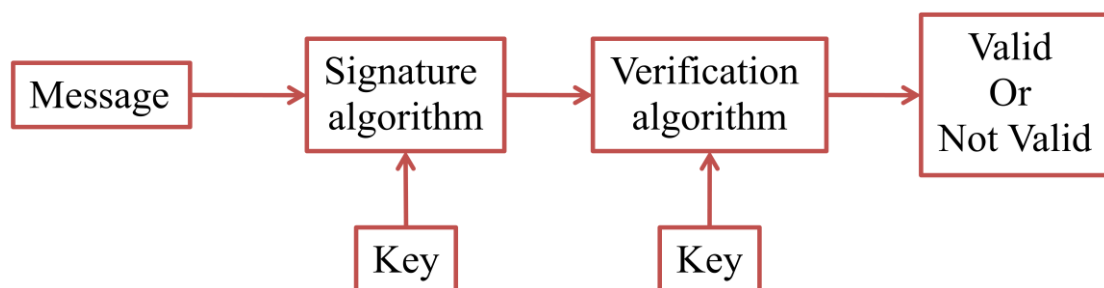 Message
Signature
algorithm
Verification
algorithm
Valid
Or
Not Valid
Key
Key